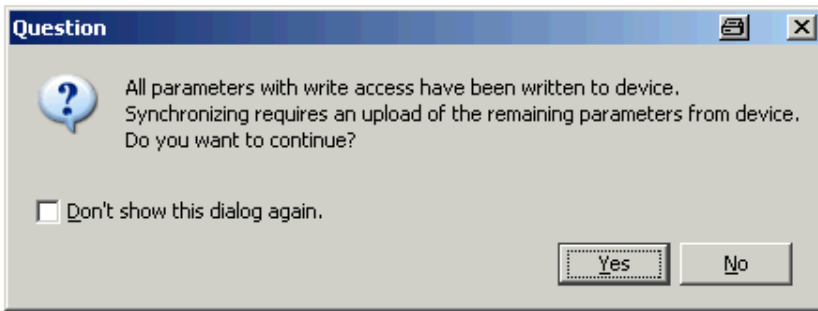 Question
All parameters with write access have been written to device.
Synchronizing requires an upload of the remaining parameters from device.
Do you want to continue?
Don't show this dialog again.
Yes
No